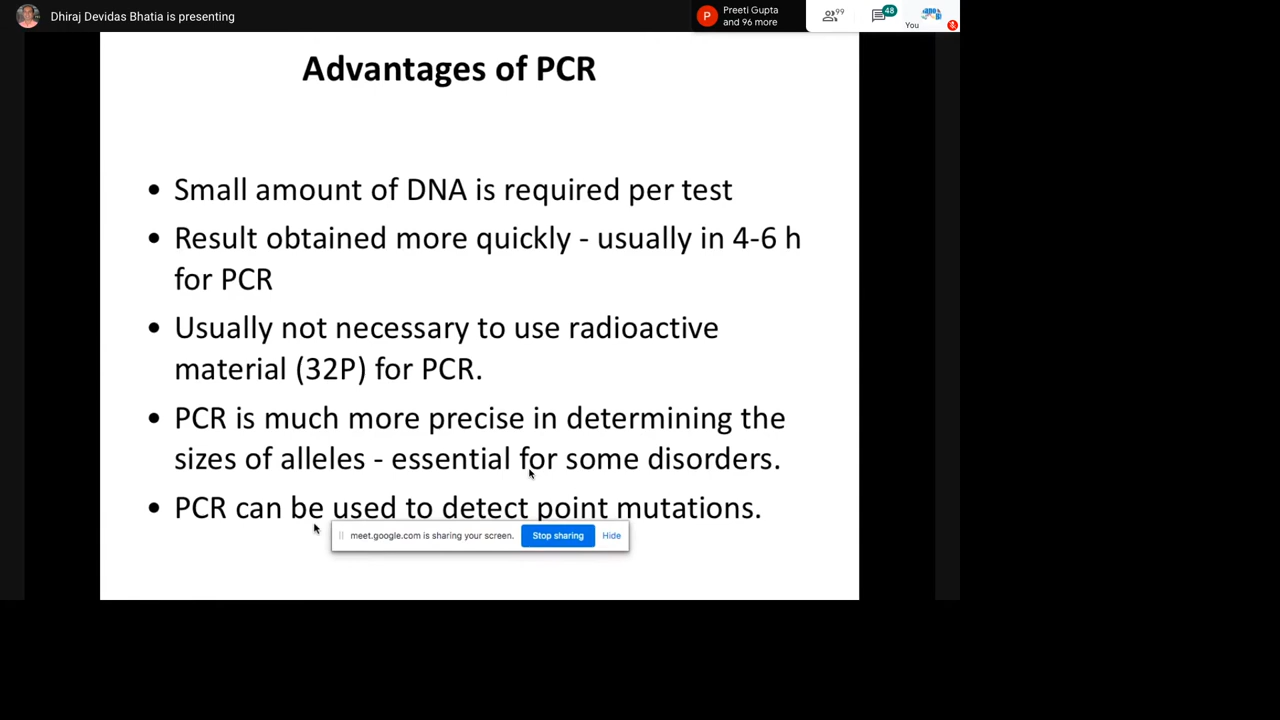 Dhiraj Devidas Bhatia is presenting
P
Preeti Gupta
and 96 more
99
48
You
Advantages of PCR
• Small amount of DNA is required per test
• Result obtained more quickly - usually in 4-6 h
for PCR
• Usually not necessary to use radioactive
material (32P) for PCR.
• PCR is much more precise in determining the
sizes of alleles - essential for some disorders.
• PCR can be used to detect point mutations.
meet.google.com is sharing your screen.
Stop sharing
Hide